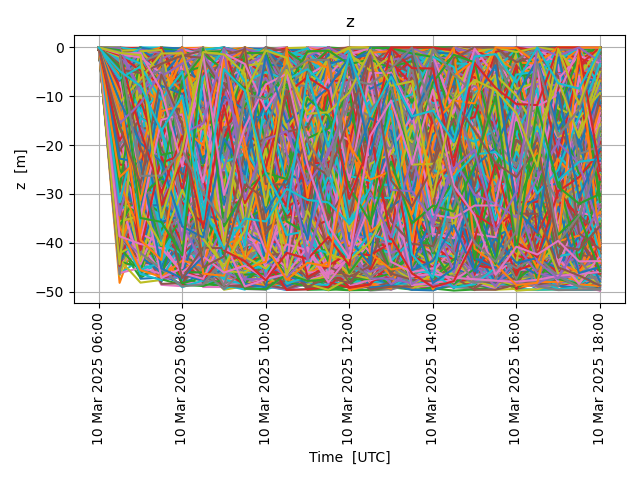 z
0
−10
−20
−30
−40
−50
z [m]
10 Mar 2025 06:00
10 Mar 2025 08:00
10 Mar 2025 10:00
10 Mar 2025 12:00
10 Mar 2025 14:00
10 Mar 2025 16:00
10 Mar 2025 18:00
Time [UTC]